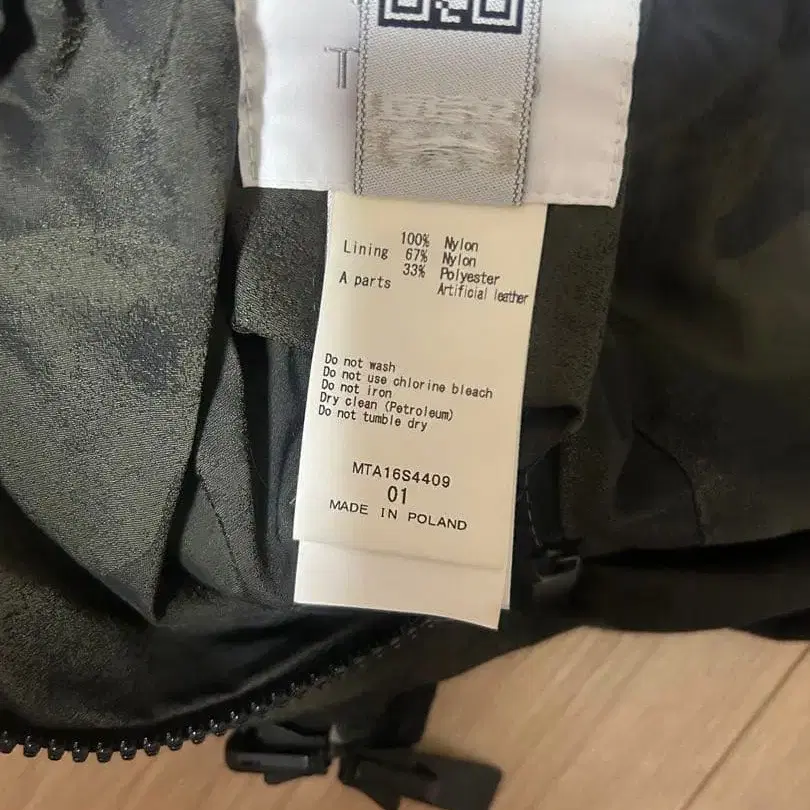 T
100% Nylon
Lining 67% Nylon
33% Polyester
A parts Artificial leather
Do not wash
Do not use chlorine bleach
Do not iron
Dry clean (Petroleum)
Do not tumble dry
MTA16S4409
01
MADE IN POLAND